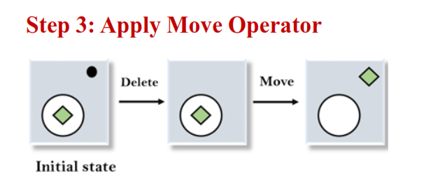 Step 3: Apply Move Operator
Delete
Move
Initial state